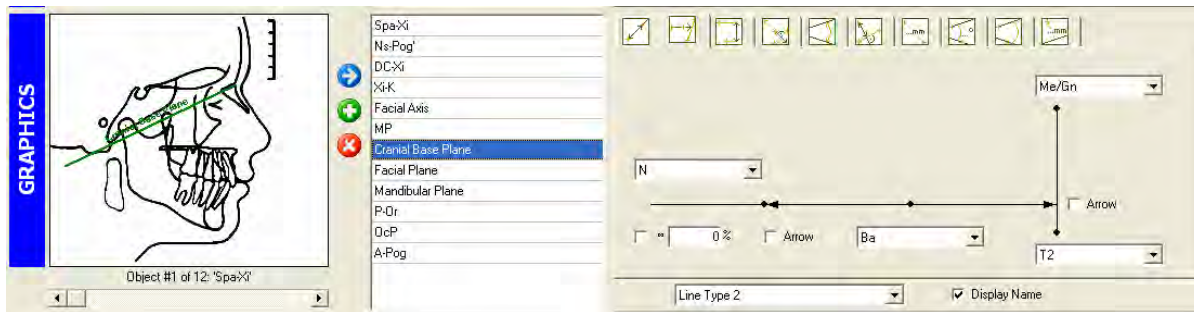 GRAPHICS
Cranial Base Plane
Object #1 of 12: 'Spa-Xi'
Spa-Xi
Ns-Pog'
DC-Xi
Xi-K
Facial Axis
MP
Cranial Base Plane
Facial Plane
Mandibular Plane
P-Or
OcP
A-Pog
...mm
...°
...mm
Me/Gn
N
Arrow
0 %
Arrow
Ba
T2
Line Type 2
Display Name